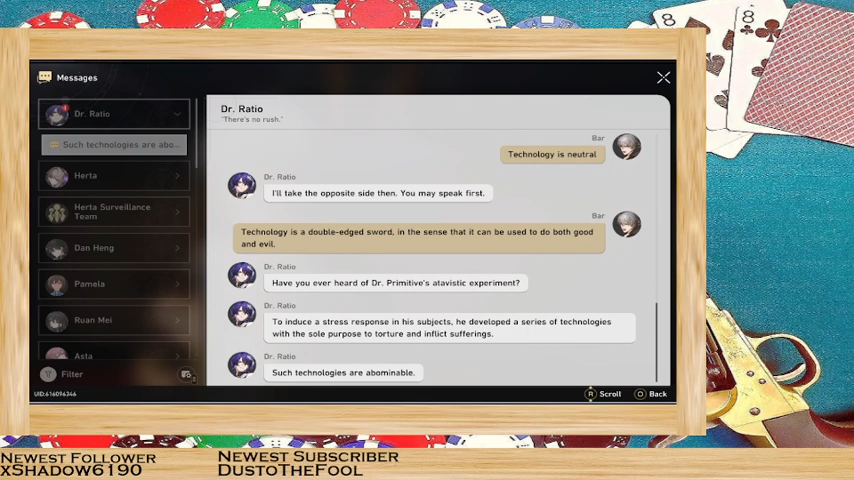 8
8
Messages
Dr. Ratio
Such technologies are abo...
Herta
Herta Surveillance
Team
Dan Heng
Pamela
Ruan Mei
Asta
Filter
UID:616096346
Dr. Ratio
"There's no rush."
Bar
Technology is neutral
Dr. Ratio
I'll take the opposite side then. You may speak first.
Bar
Technology is a double-edged sword, in the sense that it can be used to do both good
and evil.
Dr. Ratio
Have you ever heard of Dr. Primitive's atavistic experiment?
Dr. Ratio
To induce a stress response in his subjects, he developed a series of technologies
with the sole purpose to torture and inflict sufferings.
Dr. Ratio
Such technologies are abominable.
R Scroll
Back
Newest Follower
xShadow6190
Newest Subscriber
DustoTheFool